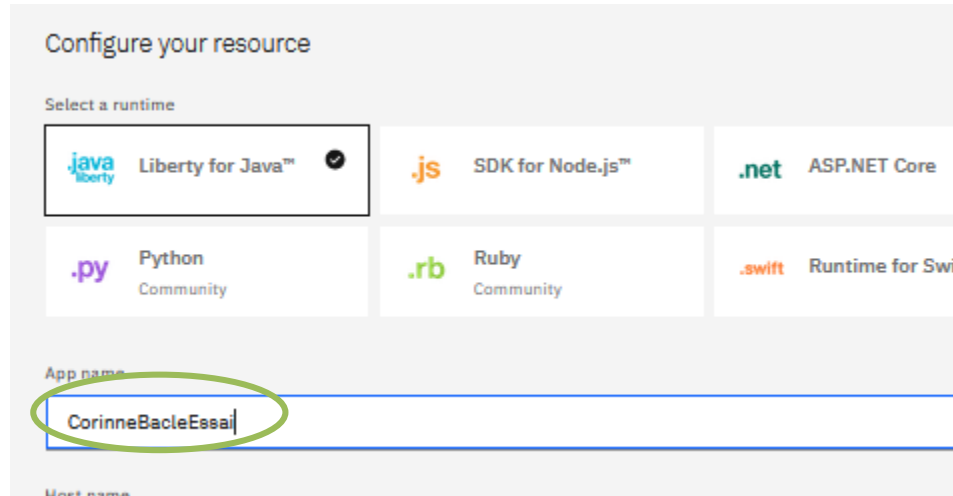 Configure your resource
Select a runtime
.java liberty Liberty for Java™
.js SDK for Node.js™
.net ASP.NET Core
.py Python
Community
.rb Ruby
Community
.swift Runtime for Swi
App name
CorinneBacleEssai
Host name